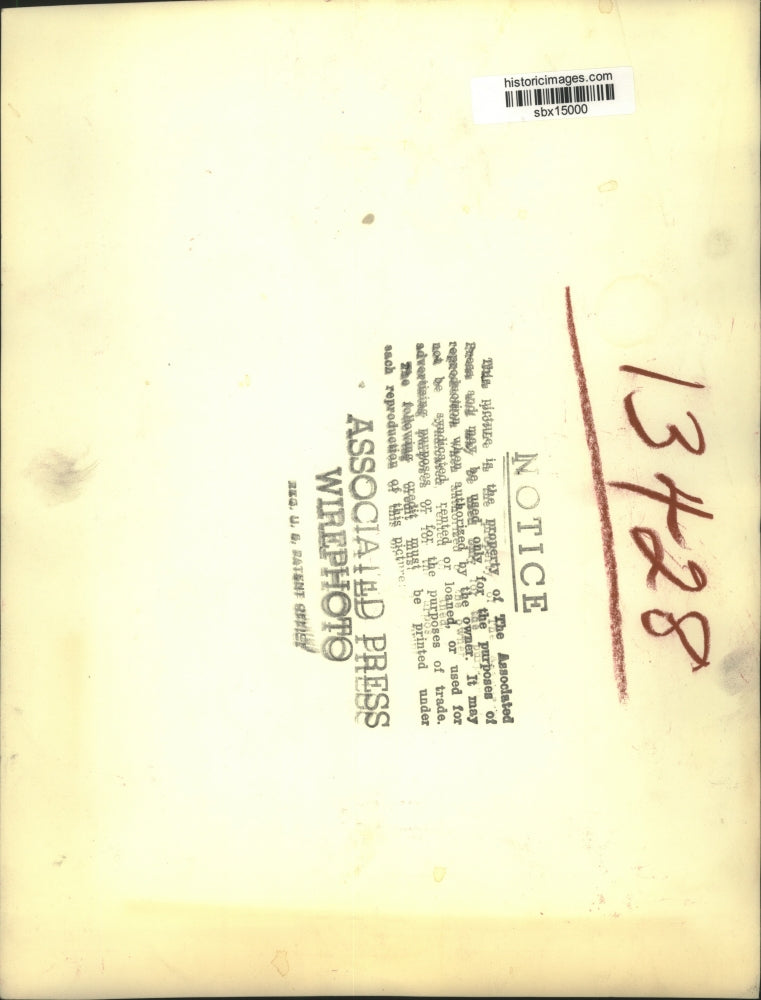 historicimages.com
sbx15000
13428
NOTICE
This picture is the property of The Associated
Press and may be used only for the purposes of
reproduction when authorized by the owner. It may
not be syndicated, rented or loaned, or used for
advertising purposes or for the purposes of trade.
The following credit must be printed under
each reproduction of this picture:
ASSOCIATED PRESS
WIREPHOTO
REG. U. S. PATENT OFFICE